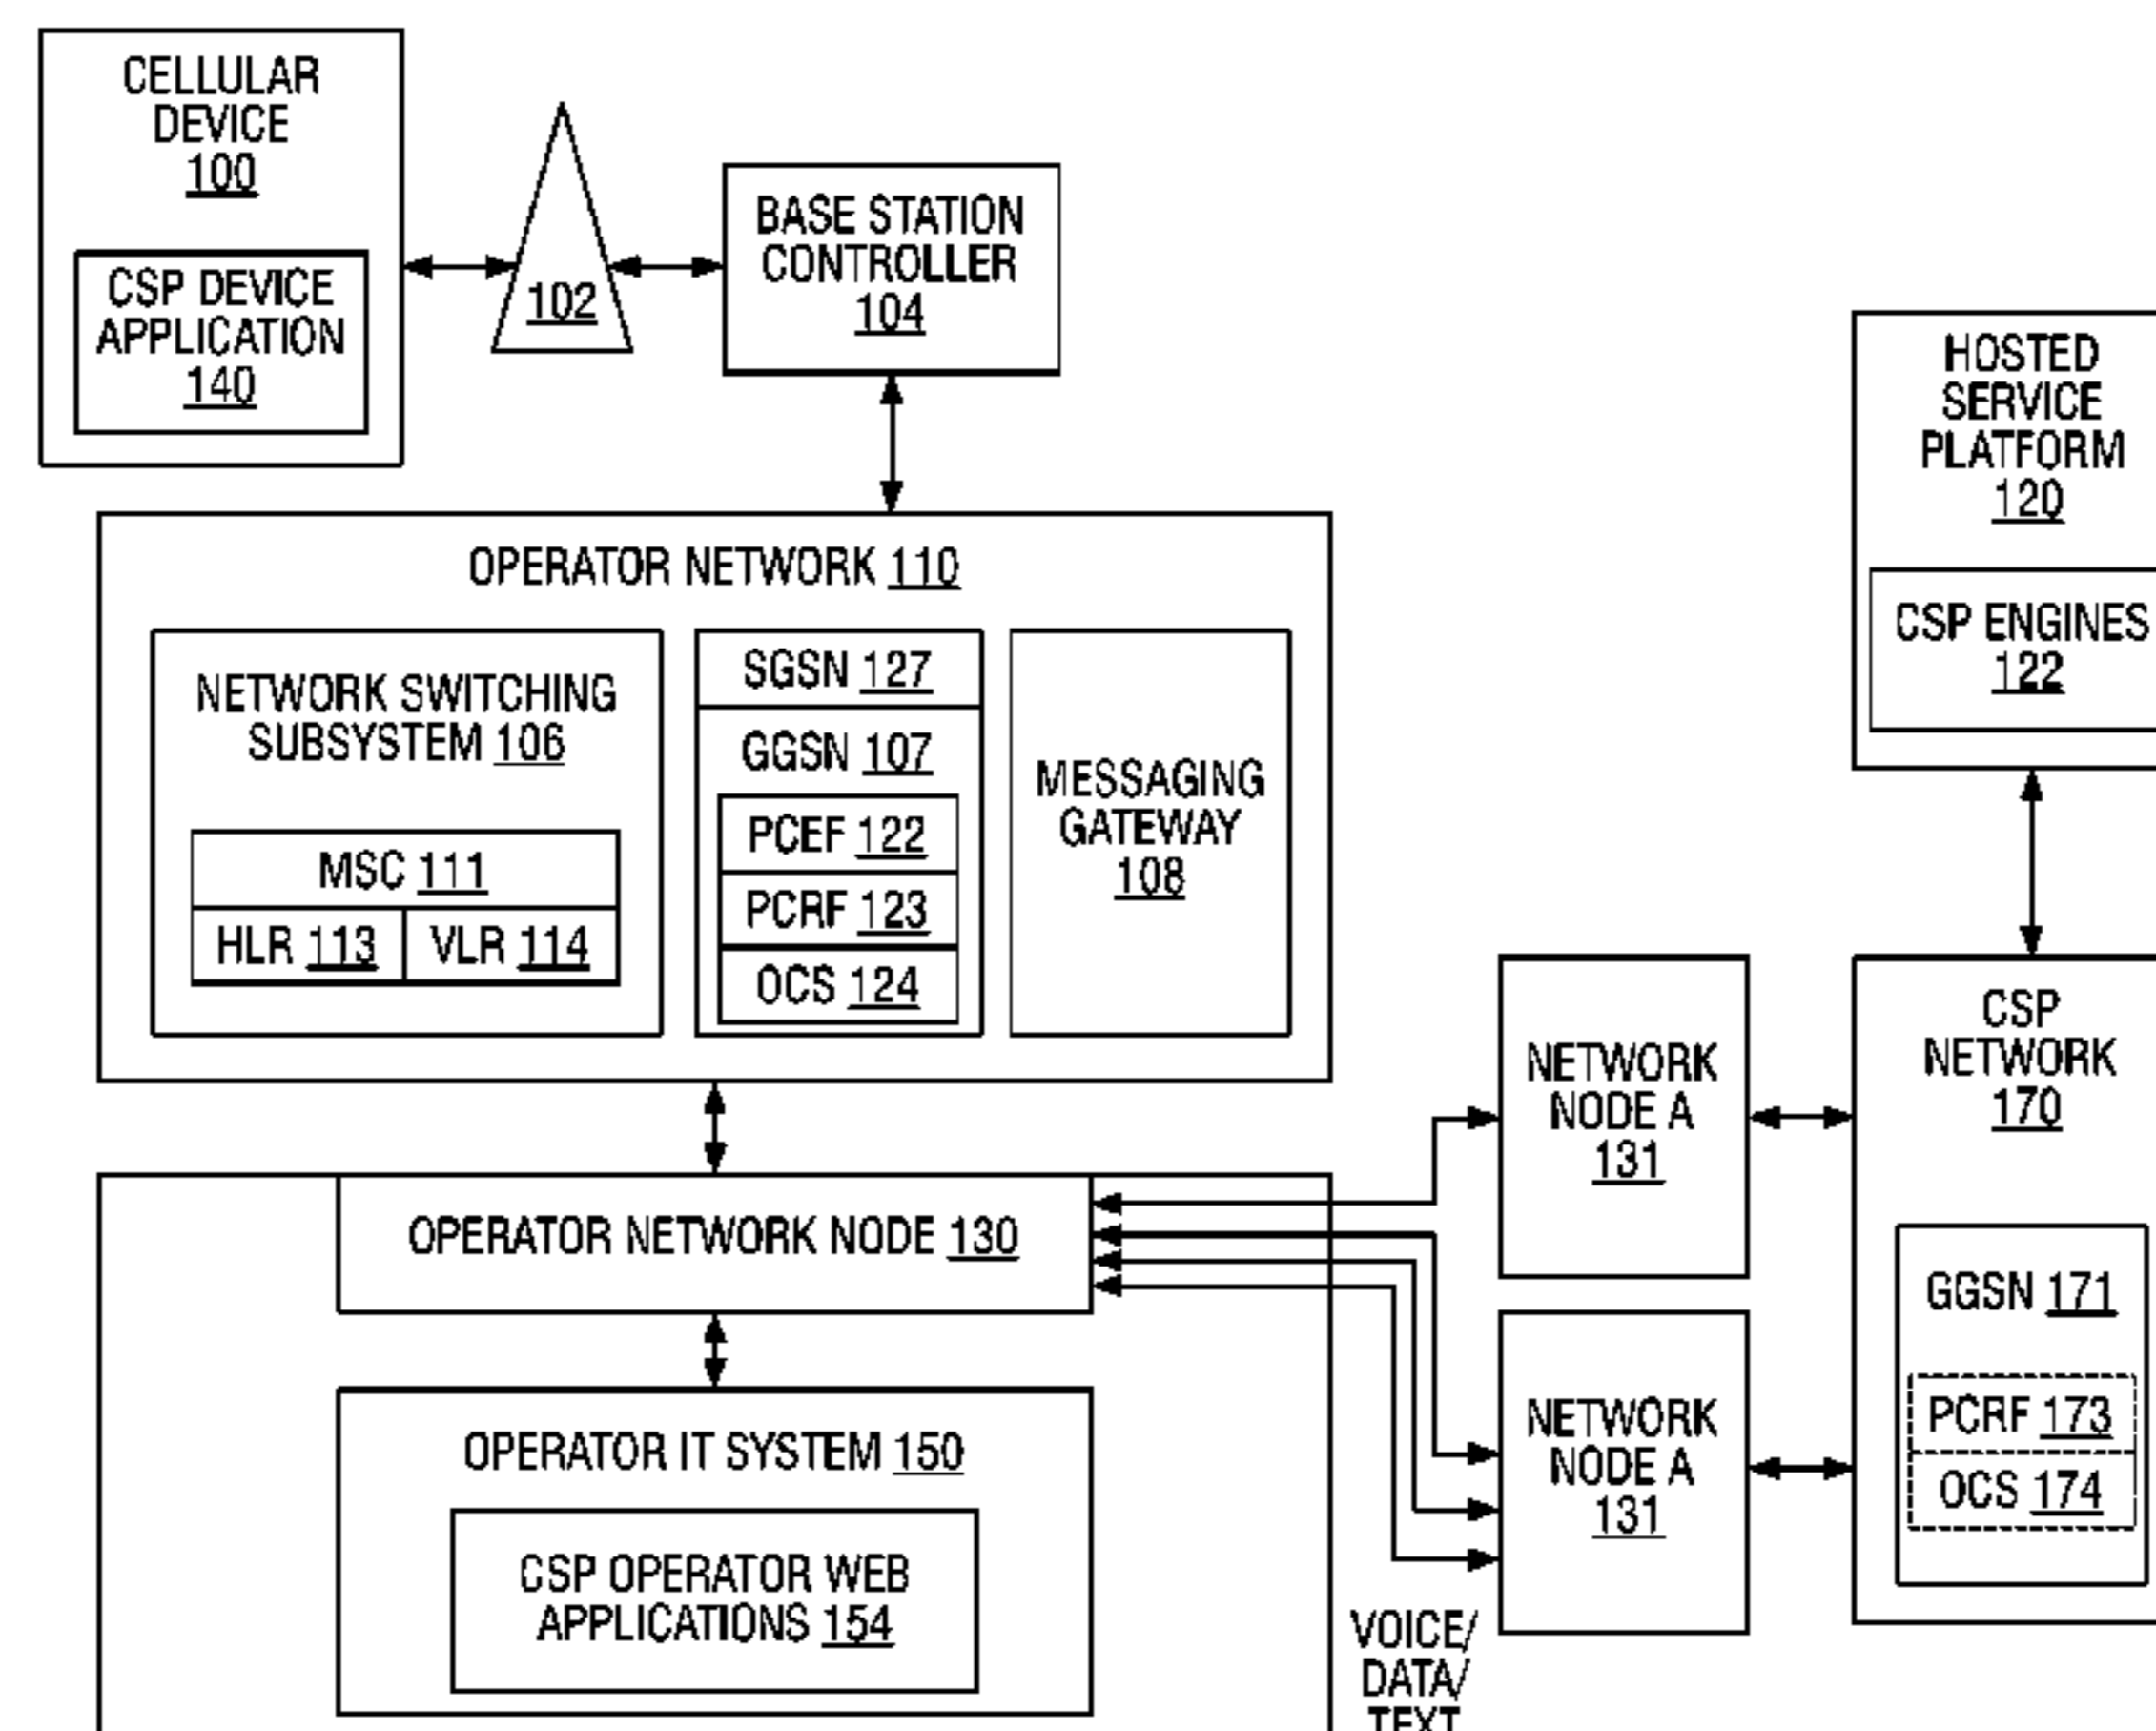 CELLULAR
DEVICE
100
CSP DEVICE
APPLICATION
140
102
BASE STATION
CONTROLLER
104
HOSTED
SERVICE
PLATFORM
120
CSP ENGINES
122
OPERATOR NETWORK 110
NETWORK SWITCHING
SUBSYSTEM 106
MSC 111
HLR 113
VLR 114
SGSN 127
GGSN 107
PCEF 122
PCRF 123
OCS 124
MESSAGING
GATEWAY
108
NETWORK
NODE A
131
CSP
NETWORK
170
GGSN 171
PCRF 173
OCS 174
OPERATOR NETWORK NODE 130
NETWORK
NODE A
131
OPERATOR IT SYSTEM 150
CSP OPERATOR WEB
APPLICATIONS 154
VOICE/
DATA/
TEXT